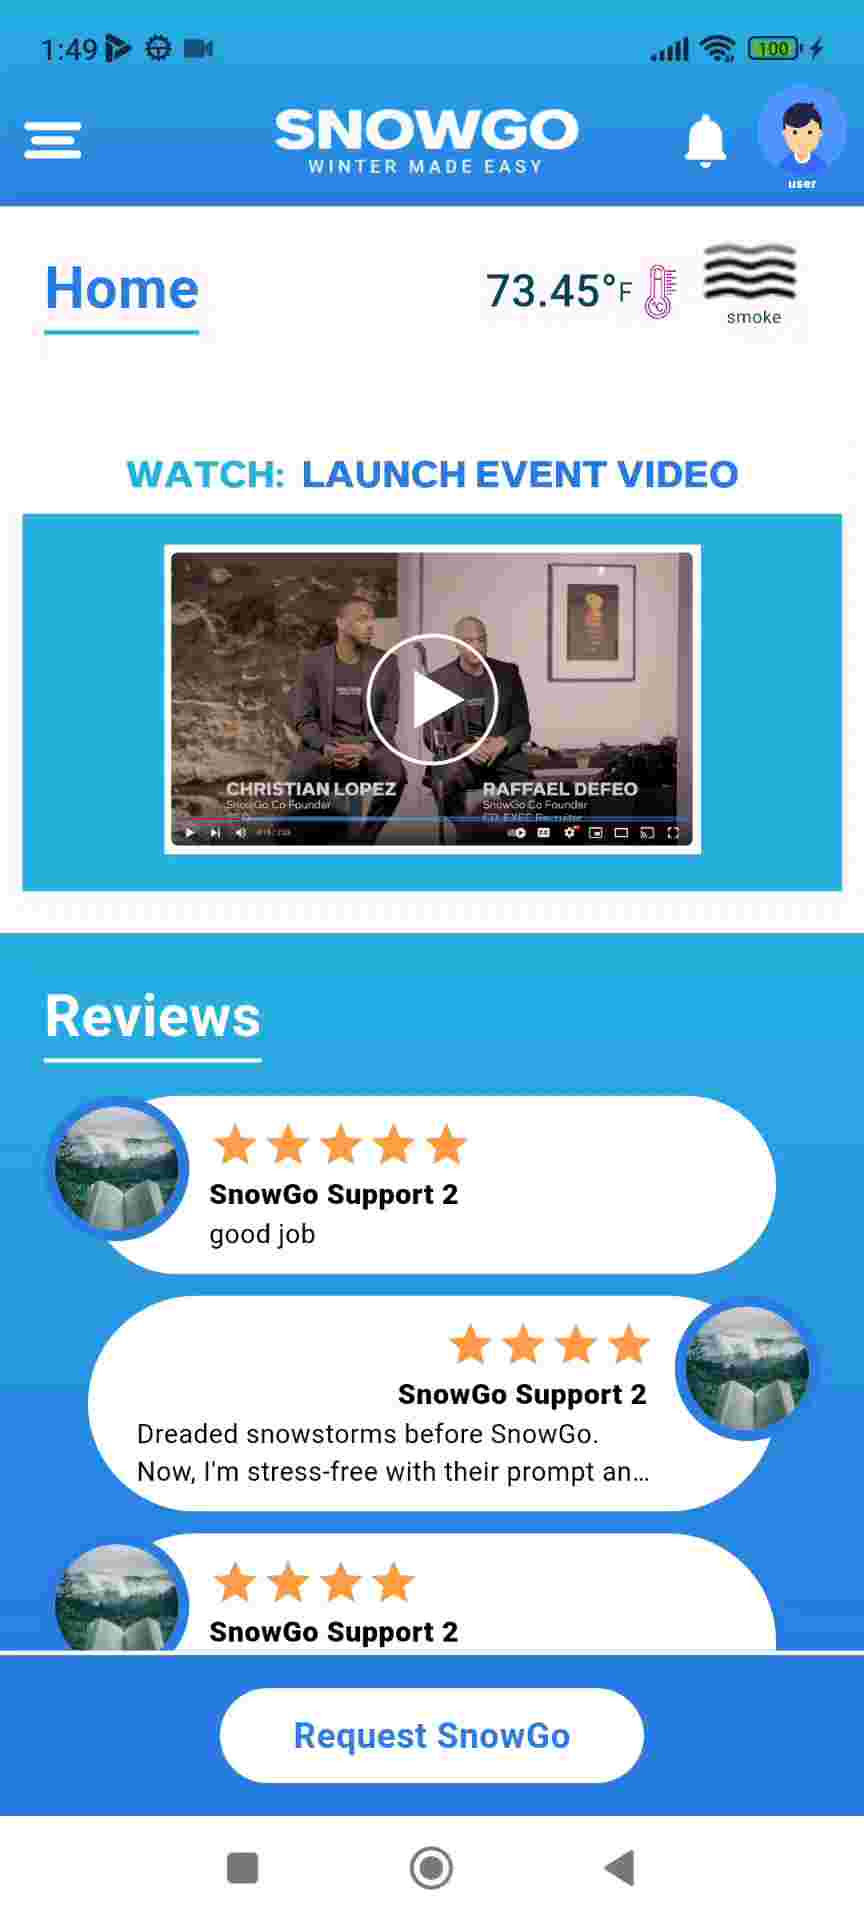 1:49
100
SNOWGO
WINTER MADE EASY
user
Home
73.45°F
°C
smoke
WATCH: LAUNCH EVENT VIDEO
CHRISTIAN LOPEZ
SnowGo Co Founder
RAFFAEL DEFEO
SnowGo Co Founder
Reviews
SnowGo Support 2
good job
SnowGo Support 2
Dreaded snowstorms before SnowGo.
Now, I'm stress-free with their prompt an...
SnowGo Support 2
Request SnowGo